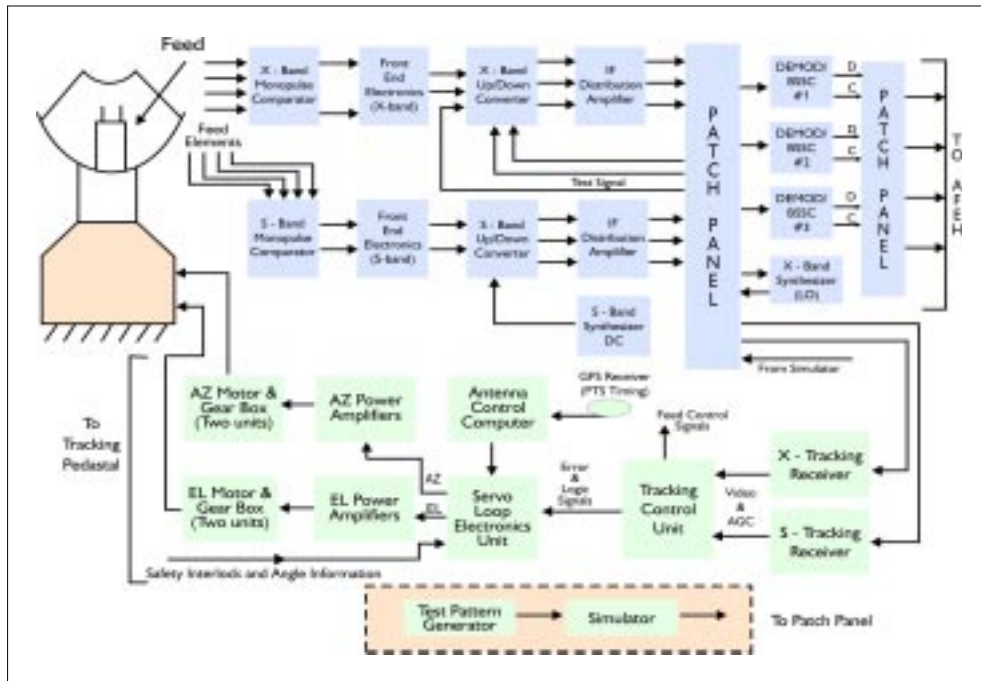 Feed
X - Band
Monopulse
Comparator
Front
End
Electronics
(X-band)
X - Band
Up/Down
Converter
IF
Distribution
Amplifier
PATCH PANEL
DEMOD/
BSSC
#1
D
C
DEMOD/
BSSC
#2
D
C
DEMOD/
BSSC
#3
D
C
PATCH PANEL
TO AFEH
Feed
Elements
Test Signal
S - Band
Monopulse
Comparator
Front
End
Electronics
(S-band)
X - Band
Up/Down
Converter
IF
Distribution
Amplifier
X - Band
Synthesizer
(LO)
S - Band
Synthesizer
DC
From Simulator
GPS Receiver
(PTS Timing)
AZ Motor &
Gear Box
(Two units)
AZ Power
Amplifiers
Antenna
Control
Computer
Feed Control
Signals
To
Tracking
Pedastal
X - Tracking
Receiver
AZ
Error
&
Logic
Signals
Tracking
Control
Unit
Video
&
AGC
EL Motor &
Gear Box
(Two units)
EL Power
Amplifiers
EL
Servo
Loop
Electronics
Unit
S - Tracking
Receiver
Safety Interlock and Angle Information
Test Pattern
Generator
Simulator
To Patch Panel